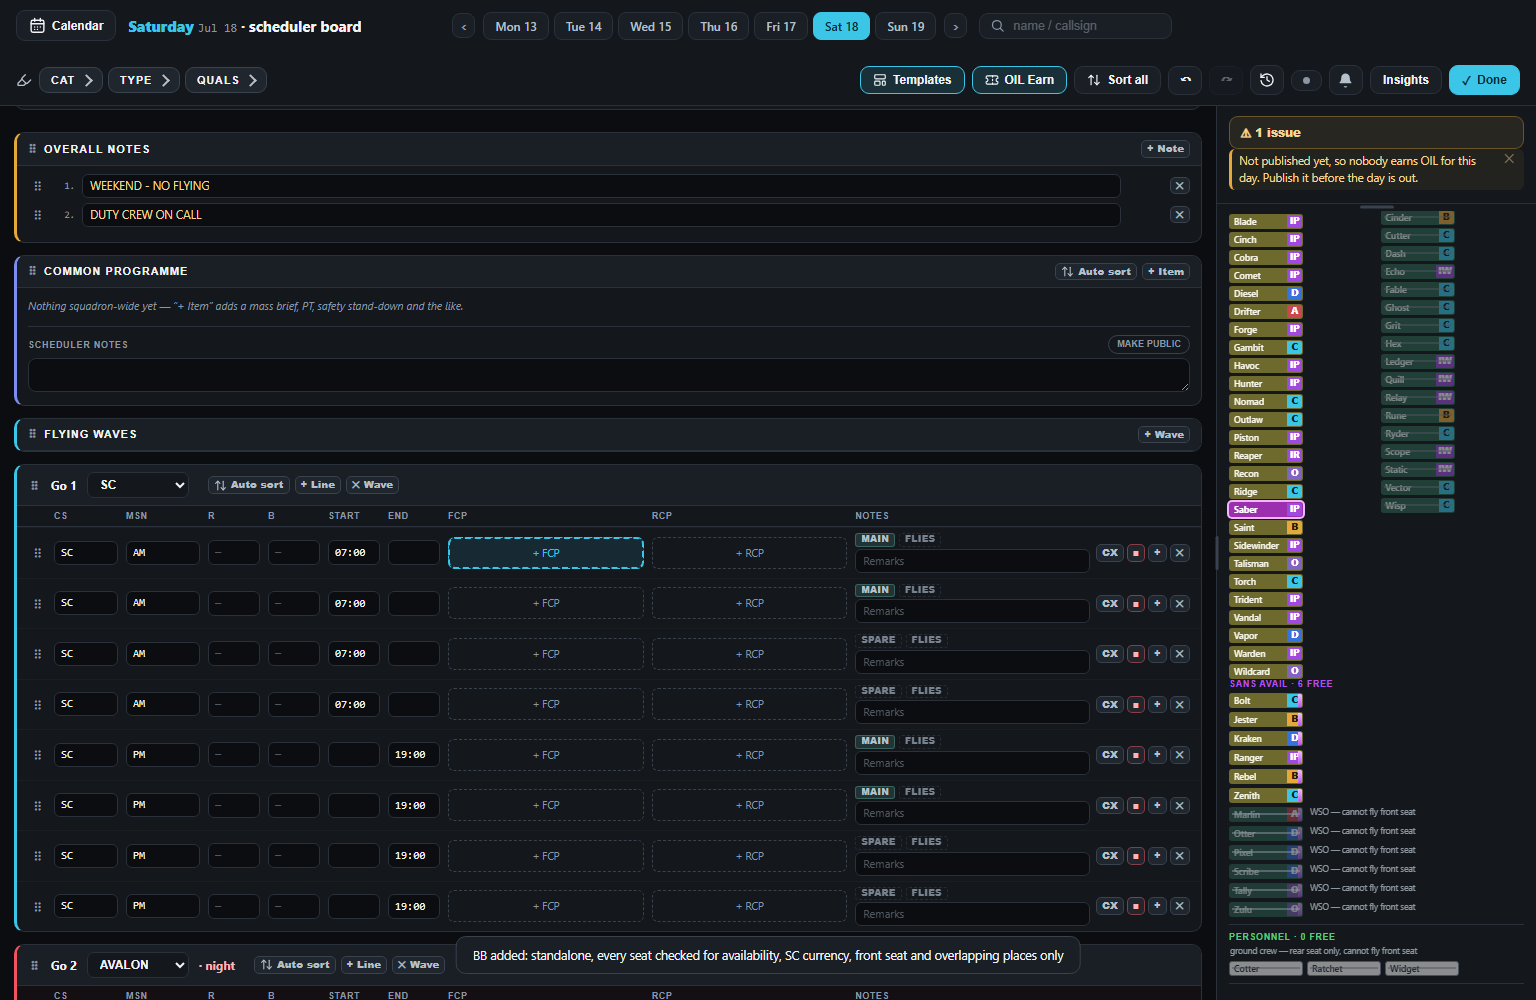 Calendar
Saturday Jul 18 · scheduler board
‹ Mon 13 Tue 14 Wed 15 Thu 16 Fri 17 Sat 18 Sun 19 ›
name / callsign
CAT TYPE QUALS
Templates OIL Earn Sort all Insights ✓ Done
OVERALL NOTES + Note
1. WEEKEND - NO FLYING
2. DUTY CREW ON CALL
COMMON PROGRAMME Auto sort + Item
Nothing squadron-wide yet — "+ Item" adds a mass brief, PT, safety stand-down and the like.
SCHEDULER NOTES MAKE PUBLIC
FLYING WAVES + Wave
Go 1 SC Auto sort + Line ✕ Wave
CS MSN R B START END FCP RCP NOTES
MAIN FLIES
SC AM – – 07:00 + FCP + RCP Remarks CX ■ + ✕
MAIN FLIES
SC AM – – 07:00 + FCP + RCP Remarks CX ■ + ✕
SPARE FLIES
SC AM – – 07:00 + FCP + RCP Remarks CX ■ + ✕
SPARE FLIES
SC AM – – 07:00 + FCP + RCP Remarks CX ■ + ✕
MAIN FLIES
SC PM – – 19:00 + FCP + RCP Remarks CX ■ + ✕
MAIN FLIES
SC PM – – 19:00 + FCP + RCP Remarks CX ■ + ✕
SPARE FLIES
SC PM – – 19:00 + FCP + RCP Remarks CX ■ + ✕
SPARE FLIES
SC PM – – 19:00 + FCP + RCP Remarks CX ■ + ✕
Go 2 AVALON · night Auto sort + Line ✕ Wave
CS MSN R B START END FCP RCP NOTES
BB added: standalone, every seat checked for availability, SC currency, front seat and overlapping places only
⚠ 1 issue
Not published yet, so nobody earns OIL for this
day. Publish it before the day is out.
Blade IP
Cinch IP
Cobra IP
Comet IP
Diesel D
Drifter A
Forge IP
Gambit C
Havoc IP
Hunter IP
Nomad C
Outlaw C
Piston IP
Reaper IR
Recon O
Ridge C
Saber IP
Saint B
Sidewinder IP
Talisman O
Torch C
Trident IP
Vandal IP
Vapor D
Warden IP
Wildcard O
Cinder B
Cutter C
Dash C
Echo
Fable C
Ghost C
Grit C
Hex C
Ledger
Quill
Relay
Rune B
Ryder C
Scope
Static
Vector C
Wisp C
SANS AVAIL · 6 FREE
Bolt C
Jester B
Kraken D
Ranger IP
Rebel B
Zenith C
Marlin A WSO — cannot fly front seat
Otter D WSO — cannot fly front seat
Pixel D WSO — cannot fly front seat
Scribe D WSO — cannot fly front seat
Tally O WSO — cannot fly front seat
Zulu O WSO — cannot fly front seat
PERSONNEL · 0 FREE
ground crew — rear seat only, cannot fly front seat
Cotter Ratchet Widget